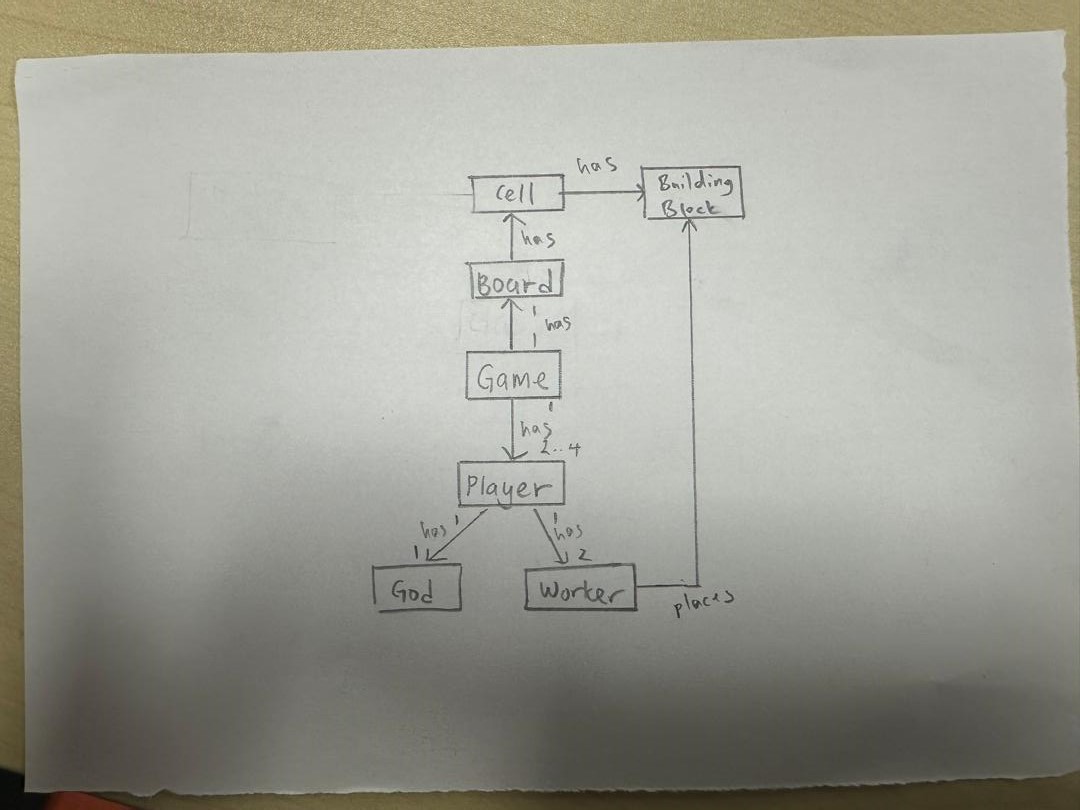 has
Cell
Building
Block
has
Board
1
has
1
Game
1
has
2..4
Player
has
1
1
has
1
2
God
Worker
places